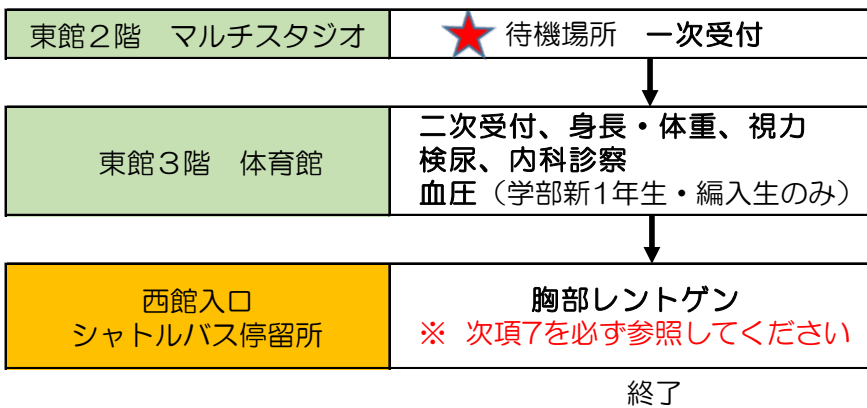 東館２階　マルチスタジオ
待機場所　一次受付
東館３階　体育館
二次受付、身長・体重、視力
検尿、内科診察
血圧（学部新1年生・編入生のみ）
西館入口
シャトルバス停留所
胸部レントゲン
※　次項7を必ず参照してください
終了